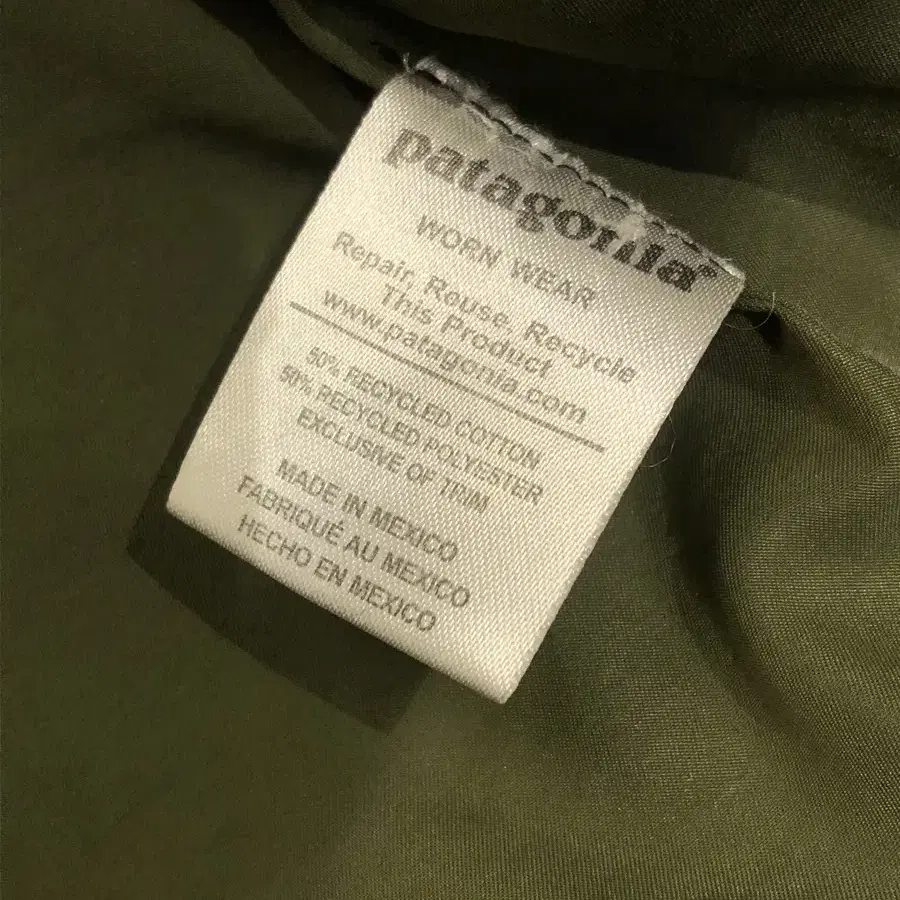 patagonia®
WORN WEAR
Repair, Reuse, Recycle
This Product
www.patagonia.com
50% RECYCLED COTTON
50% RECYCLED POLYESTER
EXCLUSIVE OF TRIM
MADE IN MEXICO
FABRIQUÉ AU MEXICO
HECHO EN MEXICO